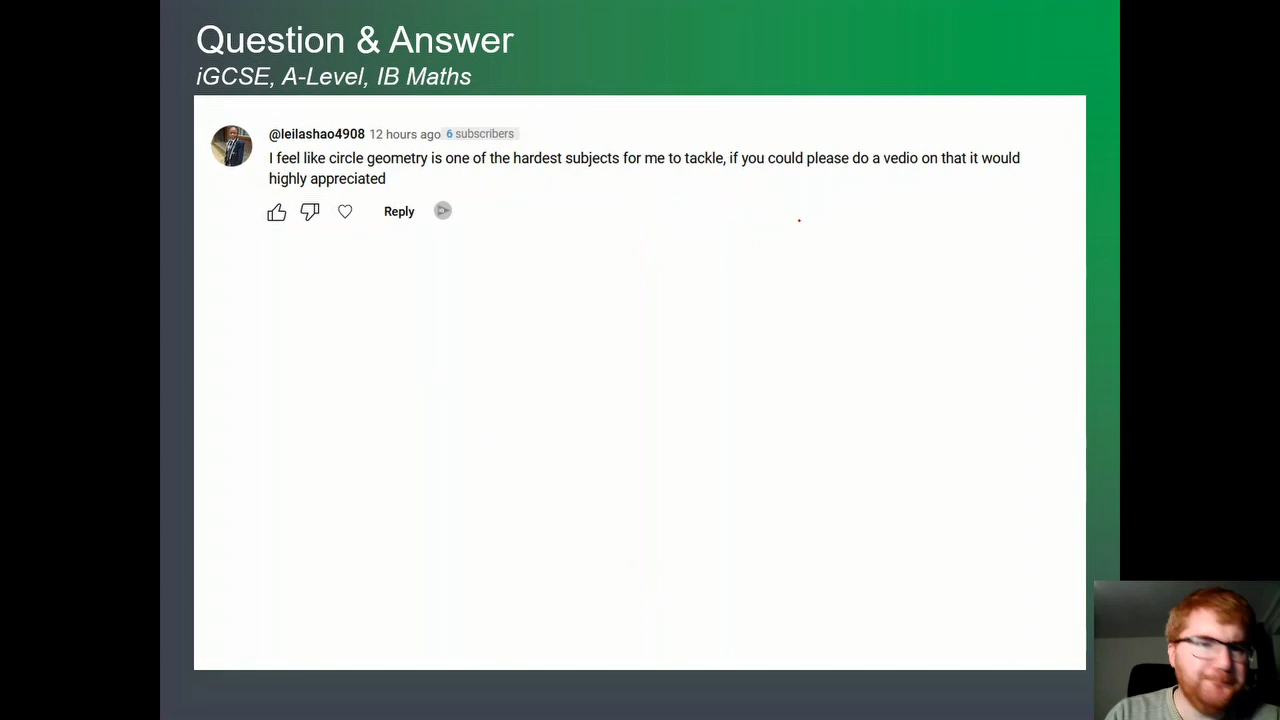 Question & Answer
iGCSE, A-Level, IB Maths
@leilashao4908 12 hours ago 6 subscribers
I feel like circle geometry is one of the hardest subjects for me to tackle, if you could please do a vedio on that it would
highly appreciated
Reply